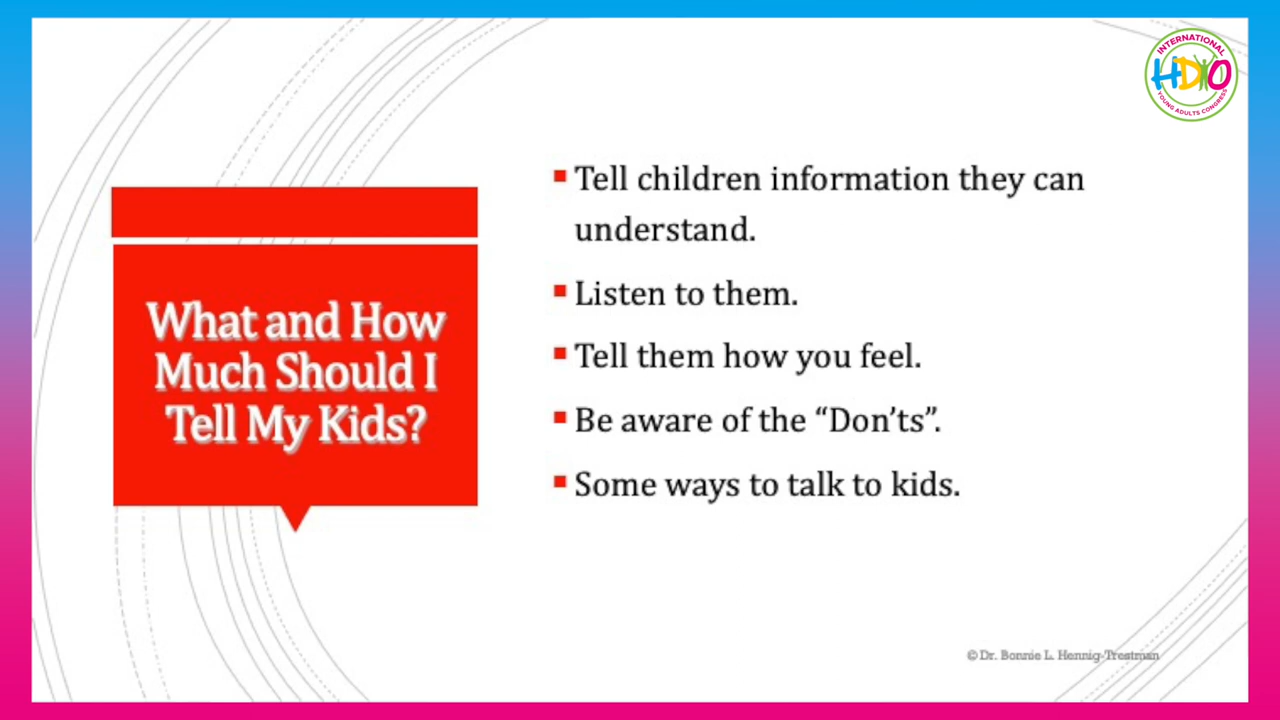 INTERNATIONAL
HDYO
YOUNG ADULTS CONGRESS
What and How
Much Should I
Tell My Kids?
▪ Tell children information they can
understand.
▪ Listen to them.
▪ Tell them how you feel.
▪ Be aware of the “Don’ts”.
▪ Some ways to talk to kids.
© Dr. Bonnie L. Hennig-Trestman